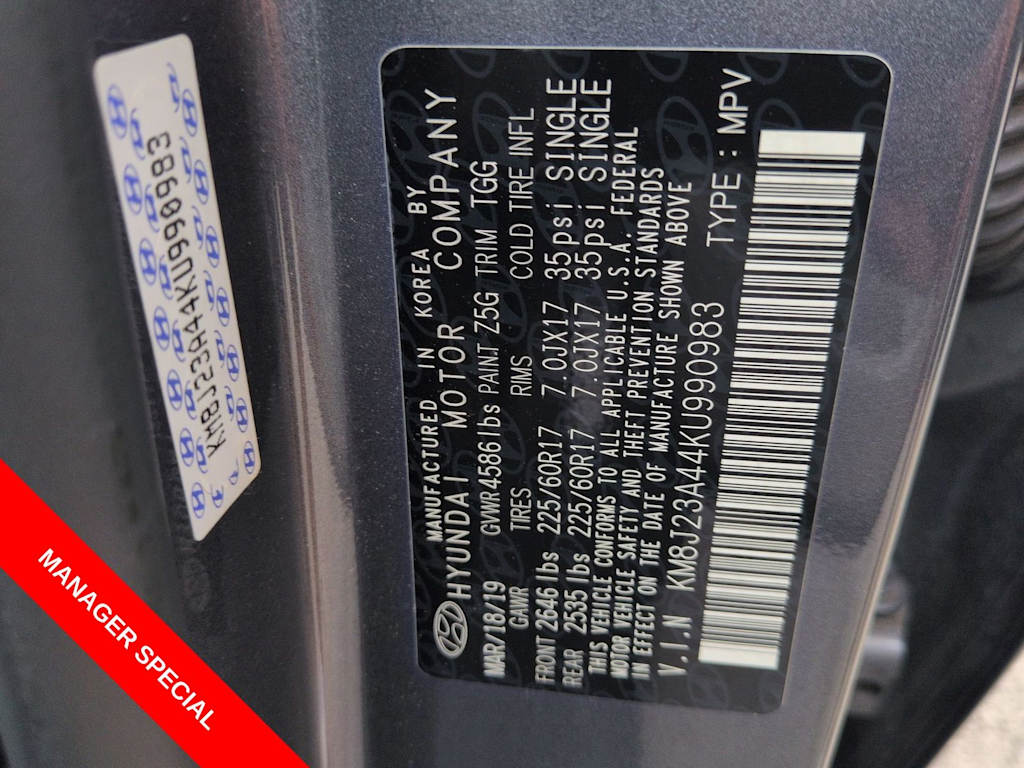 KM8J23A44KU990983
MANUFACTURED IN KOREA BY
HYUNDAI MOTOR COMPANY
MAR/18/19 GVWR 4586 lbs PAINT Z5G TRIM TGG
GAWR TIRES RIMS COLD TIRE INFL
FRONT 2646 lbs 225/60R17 7.0JX17 35psi SINGLE
REAR 2535 lbs 225/60R17 7.0JX17 35psi SINGLE
THIS VEHICLE CONFORMS TO ALL APPLICABLE U.S.A. FEDERAL
MOTOR VEHICLE SAFETY AND THEFT PREVENTION STANDARDS
IN EFFECT ON THE DATE OF MANUFACTURE SHOWN ABOVE
V.I.N KM8J23A44KU990983 TYPE : MPV
MANAGER SPECIAL